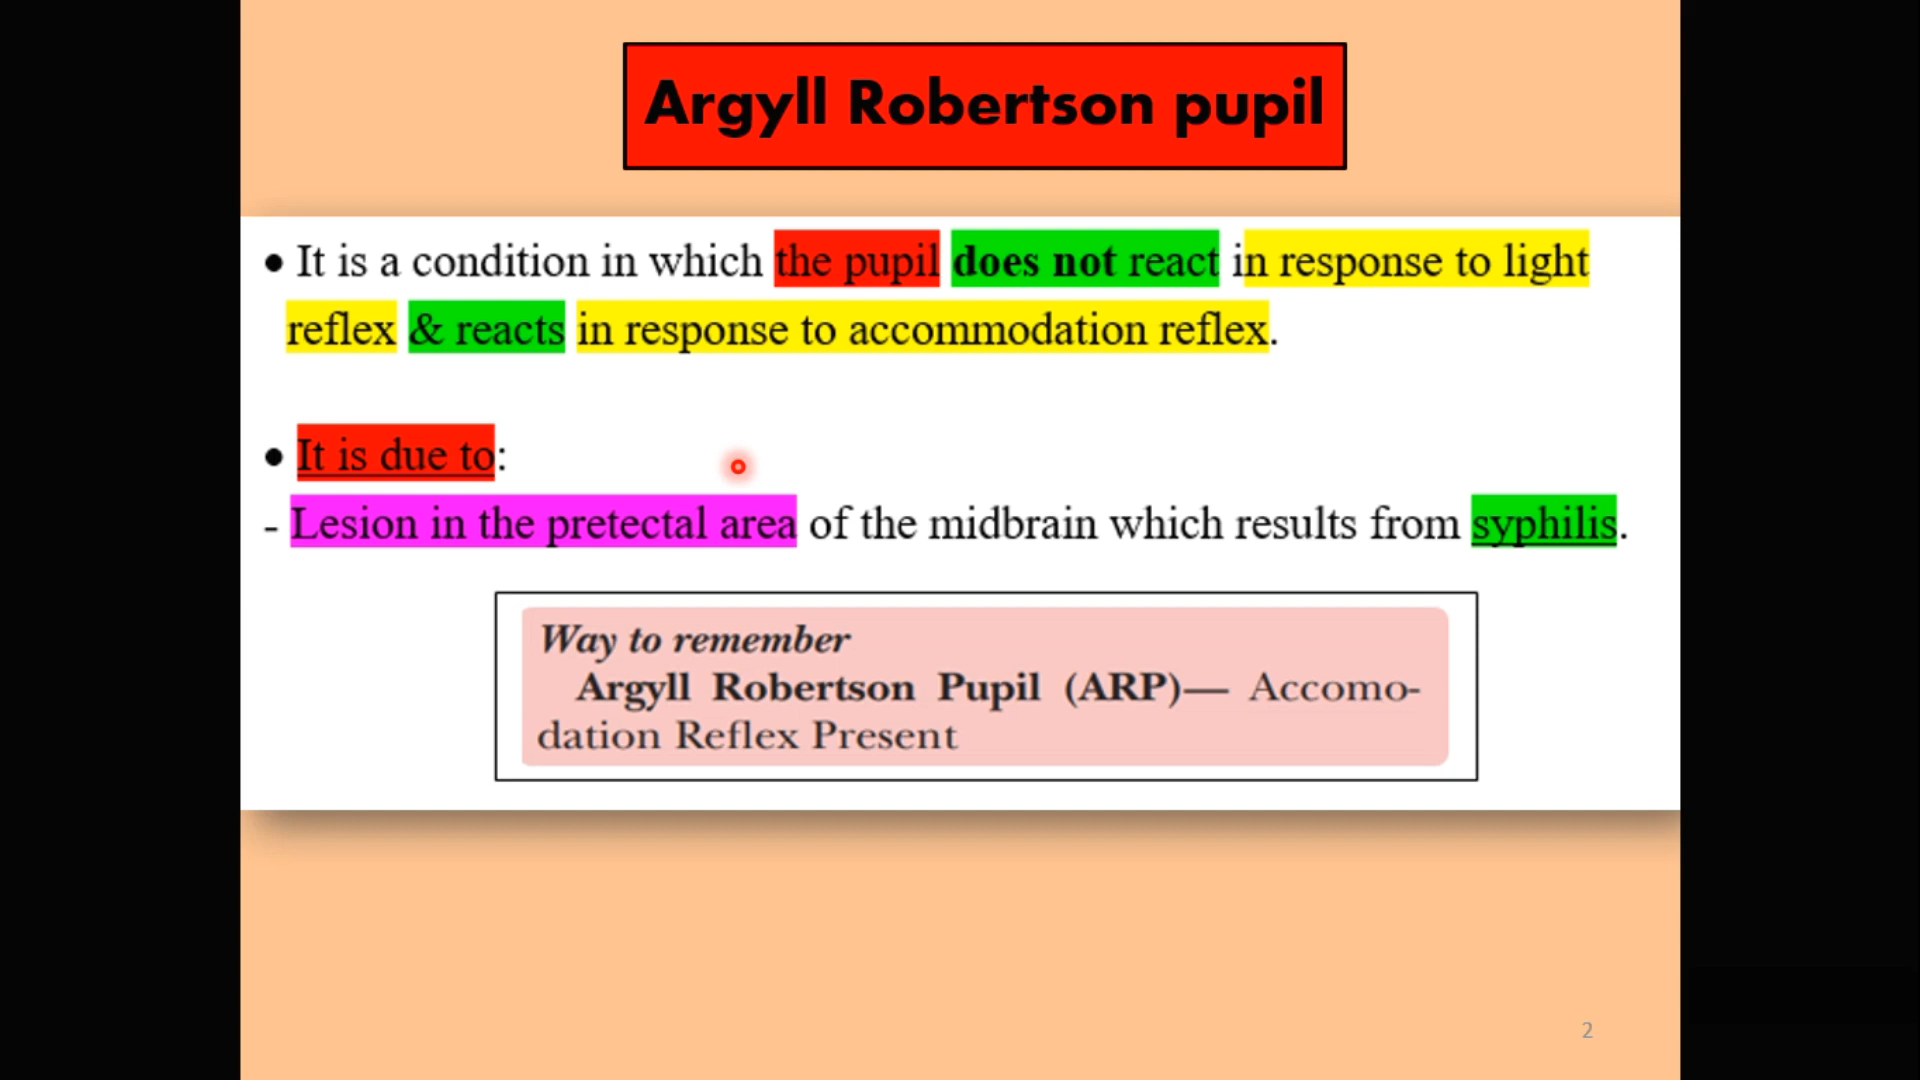 Argyll Robertson pupil
● It is a condition in which the pupil does not react in response to light
reflex & reacts in response to accommodation reflex.
● It is due to:
- Lesion in the pretectal area of the midbrain which results from syphilis.
Way to remember
Argyll Robertson Pupil (ARP)— Accomo-
dation Reflex Present
2